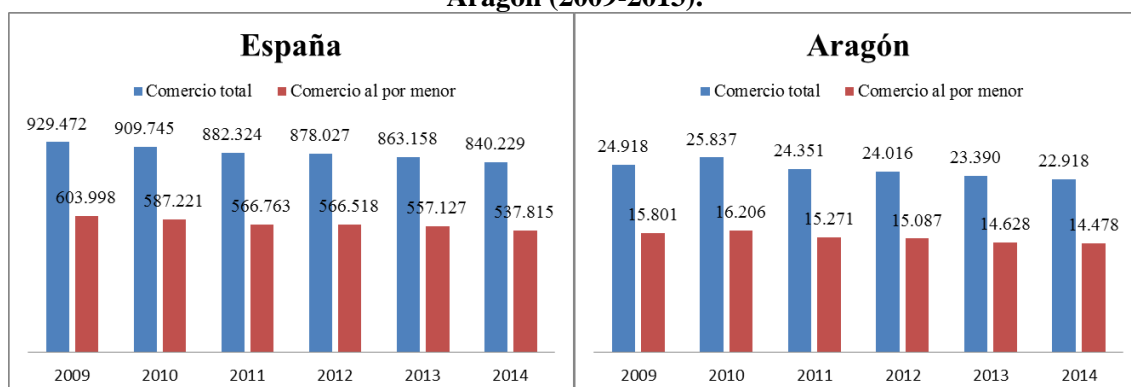 Aragón (2009-2013).
España
Comercio total Comercio al por menor
929.472 909.745 882.324 878.027 863.158 840.229
603.998 587.221 566.763 566.518 557.127 537.815
2009 2010 2011 2012 2013 2014
Aragón
Comercio total Comercio al por menor
24.918 25.837 24.351 24.016 23.390 22.918
15.801 16.206 15.271 15.087 14.628 14.478
2009 2010 2011 2012 2013 2014